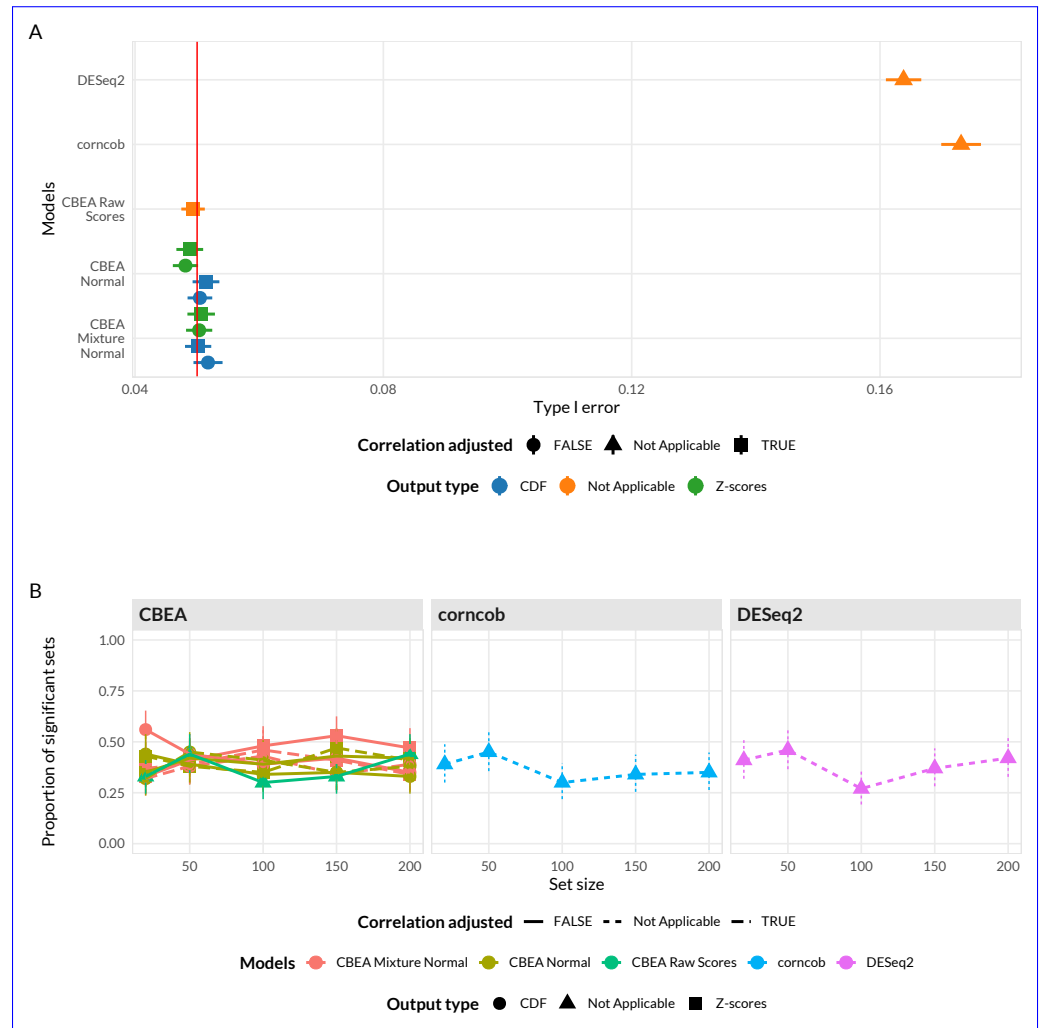 A
DESeq2
corncob
CBEA Raw
Scores
CBEA
Normal
CBEA
Mixture
Normal
Models
0.04 0.08 0.12 0.16
Type I error
Correlation adjusted FALSE Not Applicable TRUE
Output type CDF Not Applicable Z-scores
B
CBEA corncob DESeq2
Proportion of significant sets
1.00
0.75
0.50
0.25
0.00
50 100 150 200 50 100 150 200 50 100 150 200
Set size
Correlation adjusted FALSE Not Applicable TRUE
Models CBEA Mixture Normal CBEA Normal CBEA Raw Scores corncob DESeq2
Output type CDF Not Applicable Z-scores